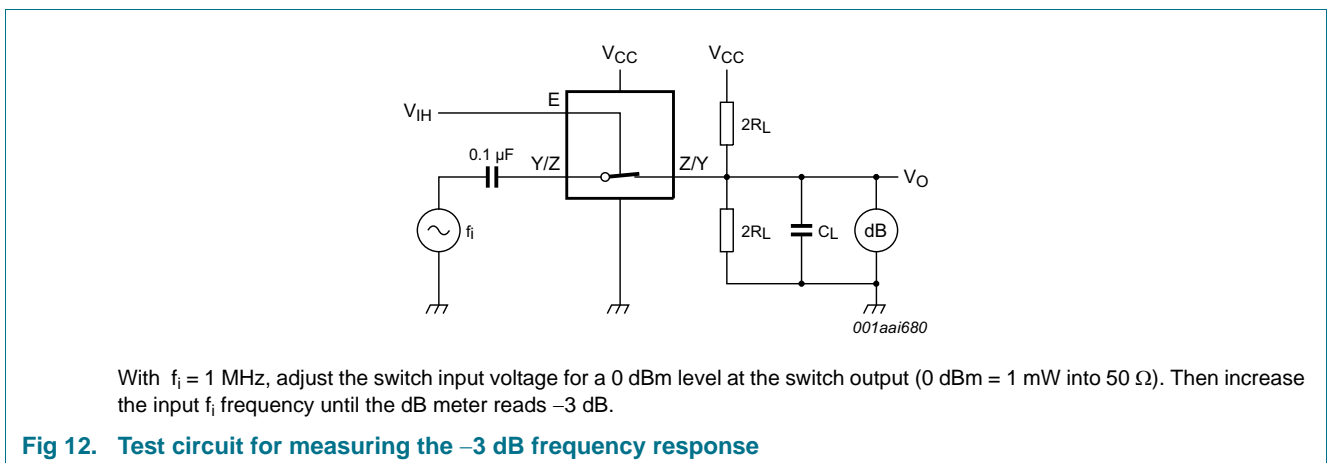 VCC VCC
E
VIH
2RL
0.1 μF Y/Z Z/Y
VO
fi 2RL CL dB
001aai680
With fi = 1 MHz, adjust the switch input voltage for a 0 dBm level at the switch output (0 dBm = 1 mW into 50 Ω). Then increase
the input fi frequency until the dB meter reads −3 dB.
Fig 12. Test circuit for measuring the −3 dB frequency response